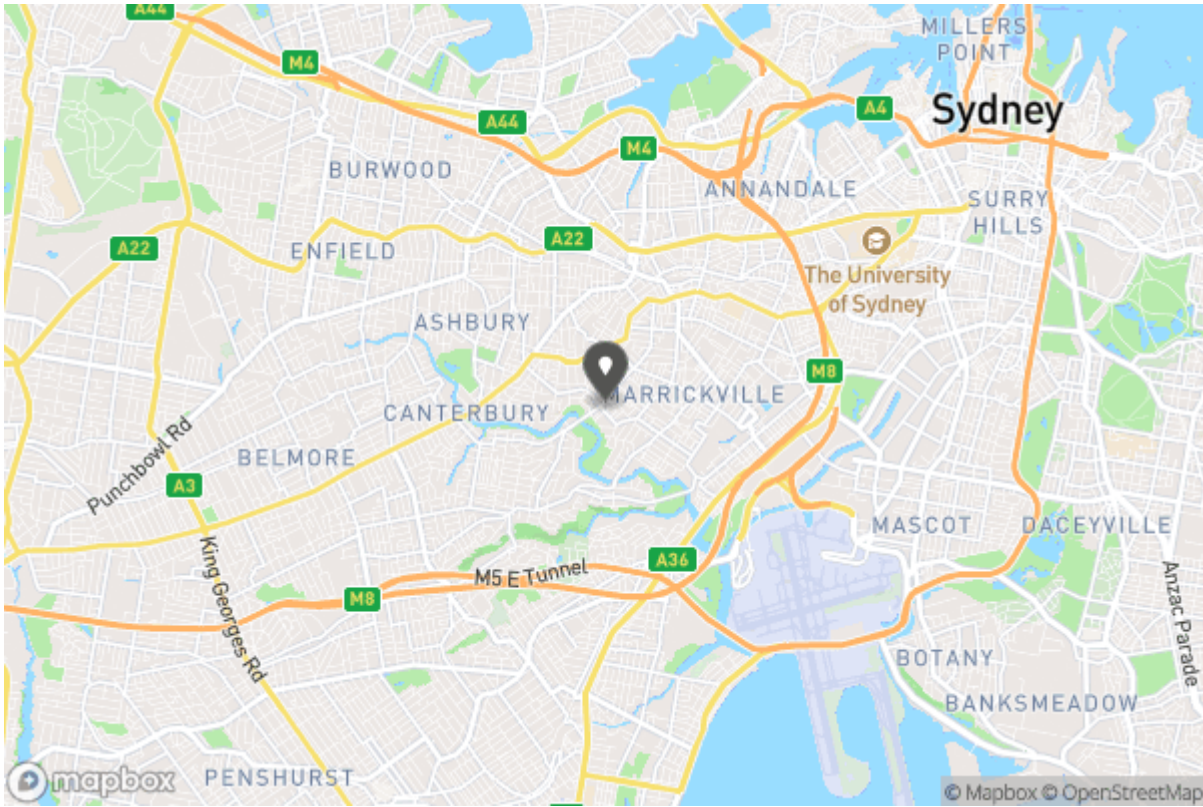 A44
MILLERS
POINT
M4
A44
A4
Sydney
M4
BURWOOD
ANNANDALE
SURRY
HILLS
A22
A22
ENFIELD
The University
of Sydney
ASHBURY
M8
MARRICKVILLE
CANTERBURY
BELMORE
Punchbowl Rd
A3
MASCOT
DACEYVILLE
King Georges Rd
A36
M5 E Tunnel
M8
Anzac Parade
BOTANY
BANKSMEADOW
PENSHURST
mapbox
© Mapbox © OpenStreetMap